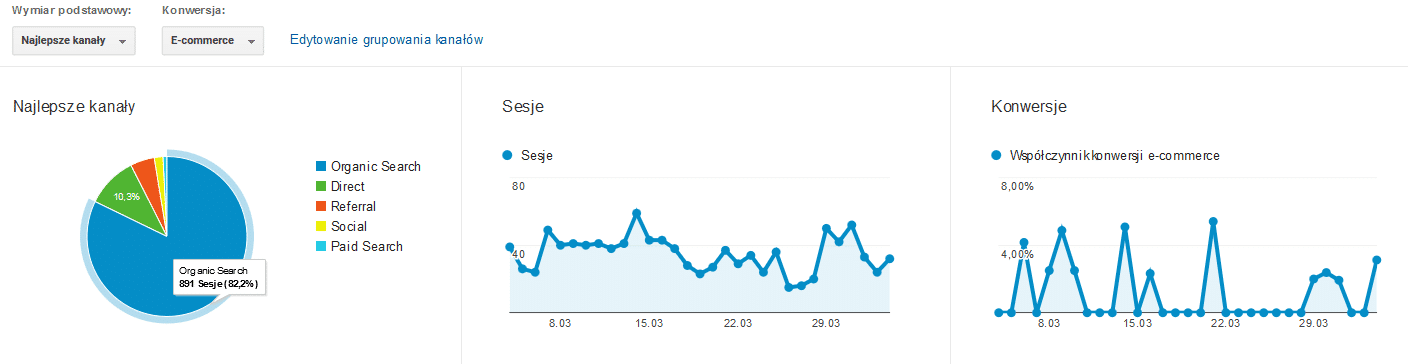 Wymiar podstawowy: Konwersja:
Najlepsze kanały E-commerce Edytowanie grupowania kanałów
Najlepsze kanały
10,3%
Organic Search
891 Sesje (82,2%)
Organic Search
Direct
Referral
Social
Paid Search
Sesje
Sesje
80
40
8.03 15.03 22.03 29.03
Konwersje
Współczynnik konwersji e-commerce
8,00%
4,00%
8.03 15.03 22.03 29.03